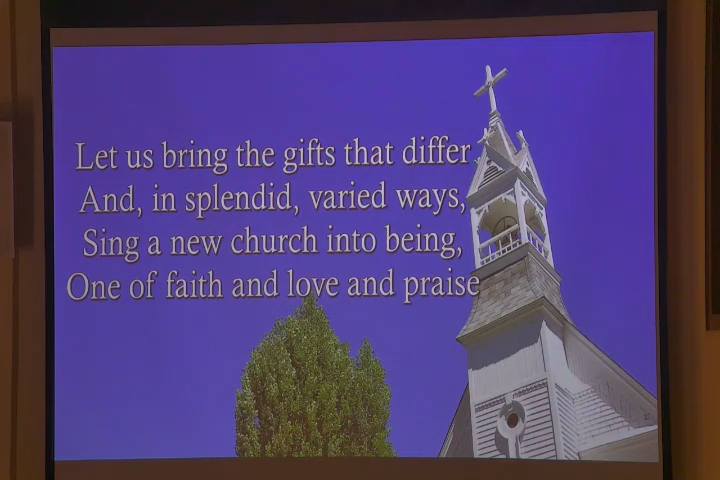 Let us bring the gifts that differ
And, in splendid, varied ways,
Sing a new church into being,
One of faith and love and praise